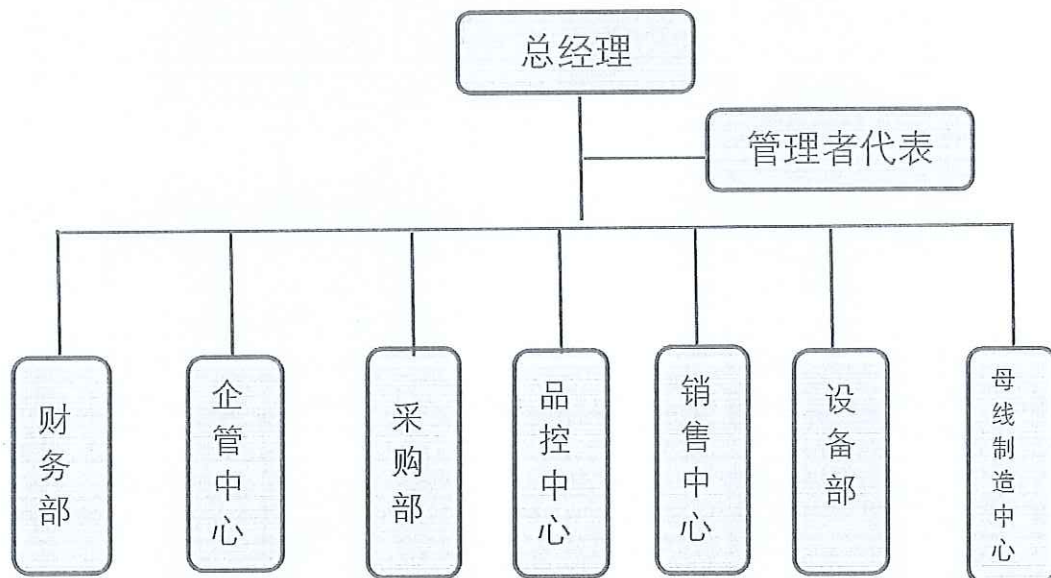 总经理
管理者代表
财务部
企管中心
采购部
品控中心
销售中心
设备部
母线制造中心